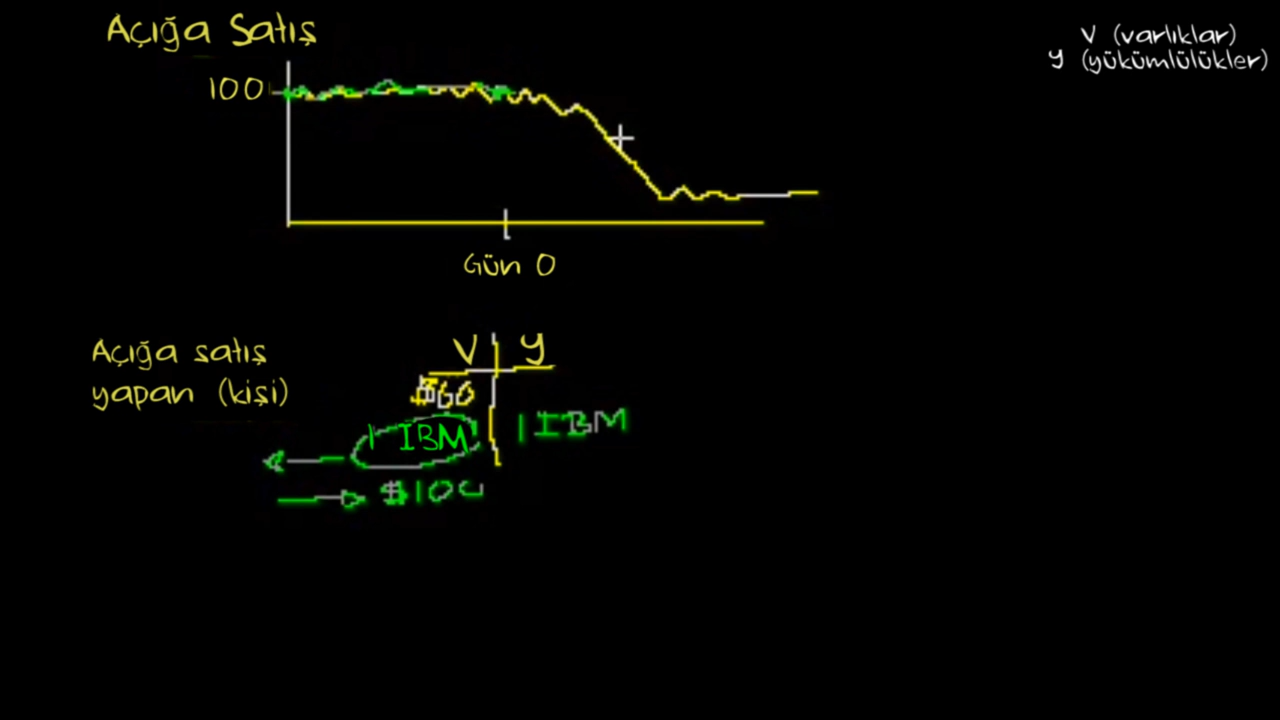 Açığa Satış
V (varlıklar)
y (yükümlülükler)
100
Gün 0
Açığa satış
yapan (kişi)
V y
$60
1 IBM 1 IBM
$100